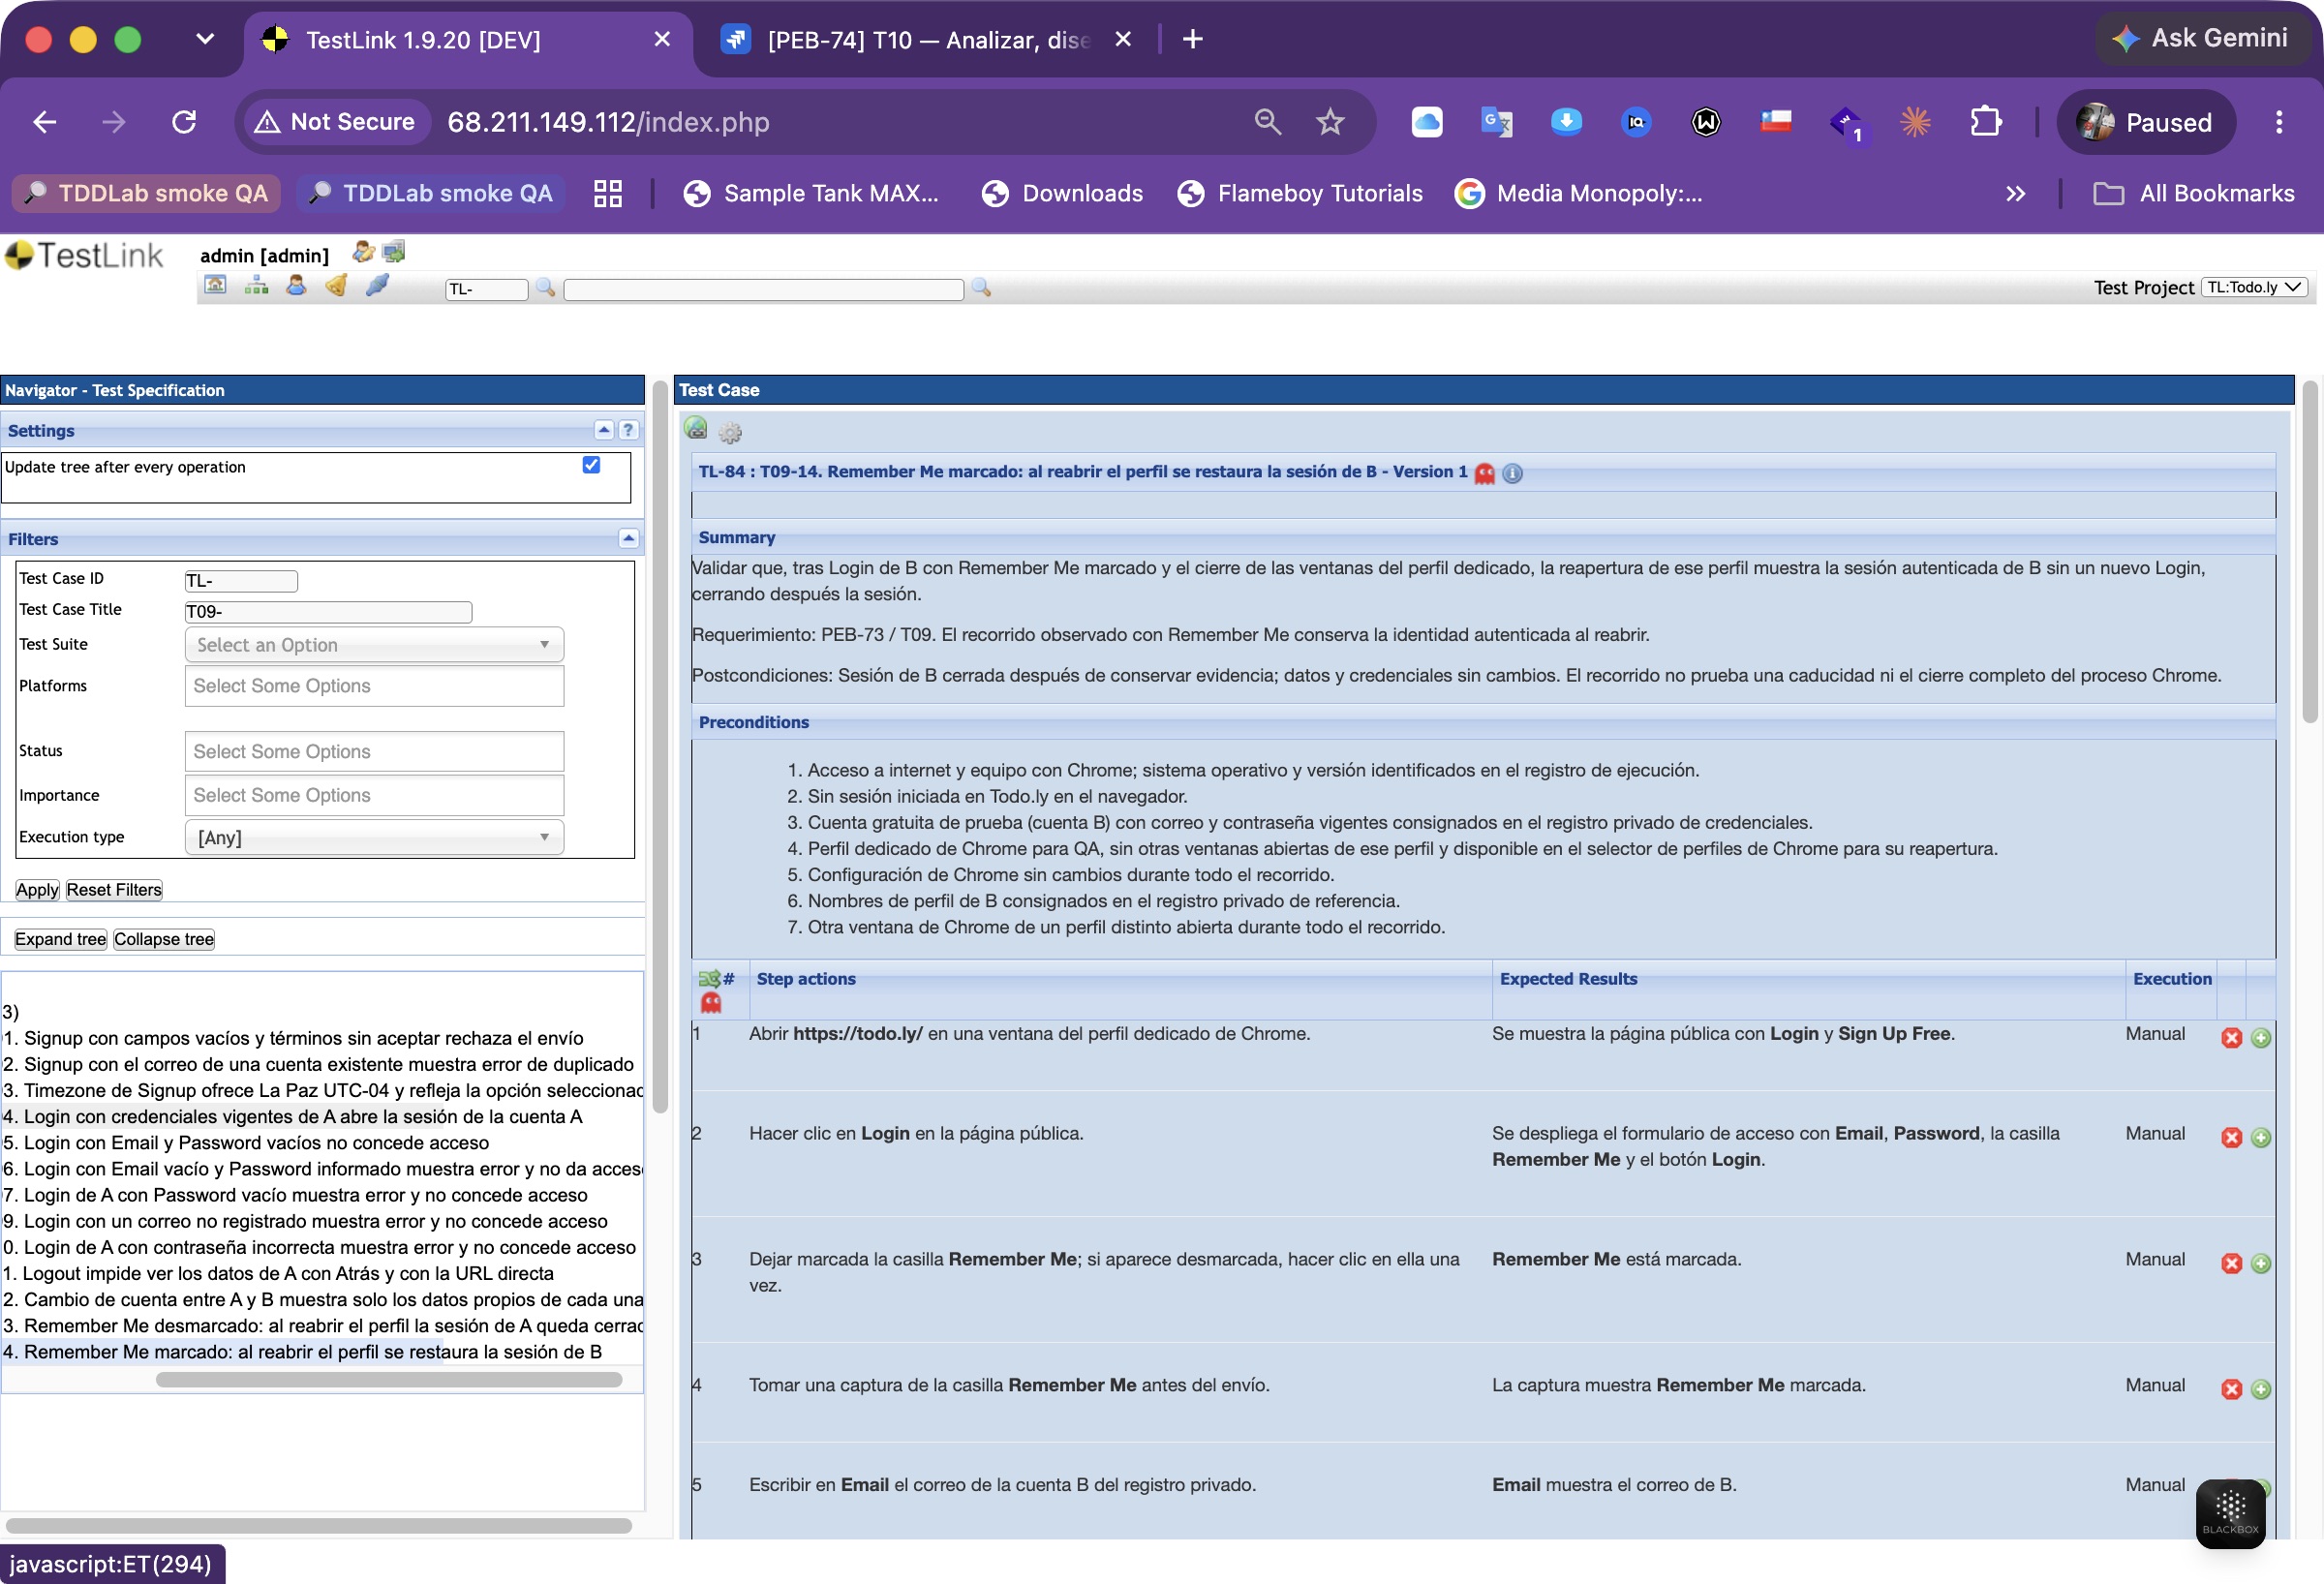 TestLink 1.9.20 [DEV]
[PEB-74] T10 — Analizar, dise
Ask Gemini
Not Secure
68.211.149.112/index.php
1
Paused
TDDLab smoke QA
TDDLab smoke QA
Sample Tank MAX...
Downloads
Flameboy Tutorials
Media Monopoly:...
All Bookmarks
TestLink
admin [admin]
TL-
Test Project
TL:Todo.ly
Navigator - Test Specification
Settings
?
Update tree after every operation
Filters
Test Case ID
TL-
Test Case Title
T09-
Test Suite
Select an Option
Platforms
Select Some Options
Status
Select Some Options
Importance
Select Some Options
Execution type
[Any]
Apply
Reset Filters
Expand tree
Collapse tree
3)
1. Signup con campos vacíos y términos sin aceptar rechaza el envío
2. Signup con el correo de una cuenta existente muestra error de duplicado
3. Timezone de Signup ofrece La Paz UTC-04 y refleja la opción seleccionad
4. Login con credenciales vigentes de A abre la sesión de la cuenta A
5. Login con Email y Password vacíos no concede acceso
6. Login con Email vacío y Password informado muestra error y no da acces
7. Login de A con Password vacío muestra error y no concede acceso
9. Login con un correo no registrado muestra error y no concede acceso
0. Login de A con contraseña incorrecta muestra error y no concede acceso
1. Logout impide ver los datos de A con Atrás y con la URL directa
2. Cambio de cuenta entre A y B muestra solo los datos propios de cada una
3. Remember Me desmarcado: al reabrir el perfil la sesión de A queda cerrad
4. Remember Me marcado: al reabrir el perfil se restaura la sesión de B
javascript:ET(294)
Test Case
TL-84 : T09-14. Remember Me marcado: al reabrir el perfil se restaura la sesión de B - Version 1
Summary
Validar que, tras Login de B con Remember Me marcado y el cierre de las ventanas del perfil dedicado, la reapertura de ese perfil muestra la sesión autenticada de B sin un nuevo Login,
cerrando después la sesión.
Requerimiento: PEB-73 / T09. El recorrido observado con Remember Me conserva la identidad autenticada al reabrir.
Postcondiciones: Sesión de B cerrada después de conservar evidencia; datos y credenciales sin cambios. El recorrido no prueba una caducidad ni el cierre completo del proceso Chrome.
Preconditions
1. Acceso a internet y equipo con Chrome; sistema operativo y versión identificados en el registro de ejecución.
2. Sin sesión iniciada en Todo.ly en el navegador.
3. Cuenta gratuita de prueba (cuenta B) con correo y contraseña vigentes consignados en el registro privado de credenciales.
4. Perfil dedicado de Chrome para QA, sin otras ventanas abiertas de ese perfil y disponible en el selector de perfiles de Chrome para su reapertura.
5. Configuración de Chrome sin cambios durante todo el recorrido.
6. Nombres de perfil de B consignados en el registro privado de referencia.
7. Otra ventana de Chrome de un perfil distinto abierta durante todo el recorrido.
# Step actions Expected Results Execution
1 Abrir https://todo.ly/ en una ventana del perfil dedicado de Chrome. Se muestra la página pública con Login y Sign Up Free. Manual
2 Hacer clic en Login en la página pública. Se despliega el formulario de acceso con Email, Password, la casilla Manual
Remember Me y el botón Login.
3 Dejar marcada la casilla Remember Me; si aparece desmarcada, hacer clic en ella una Remember Me está marcada. Manual
vez.
4 Tomar una captura de la casilla Remember Me antes del envío. La captura muestra Remember Me marcada. Manual
5 Escribir en Email el correo de la cuenta B del registro privado. Email muestra el correo de B. Manual
BLACKBOX